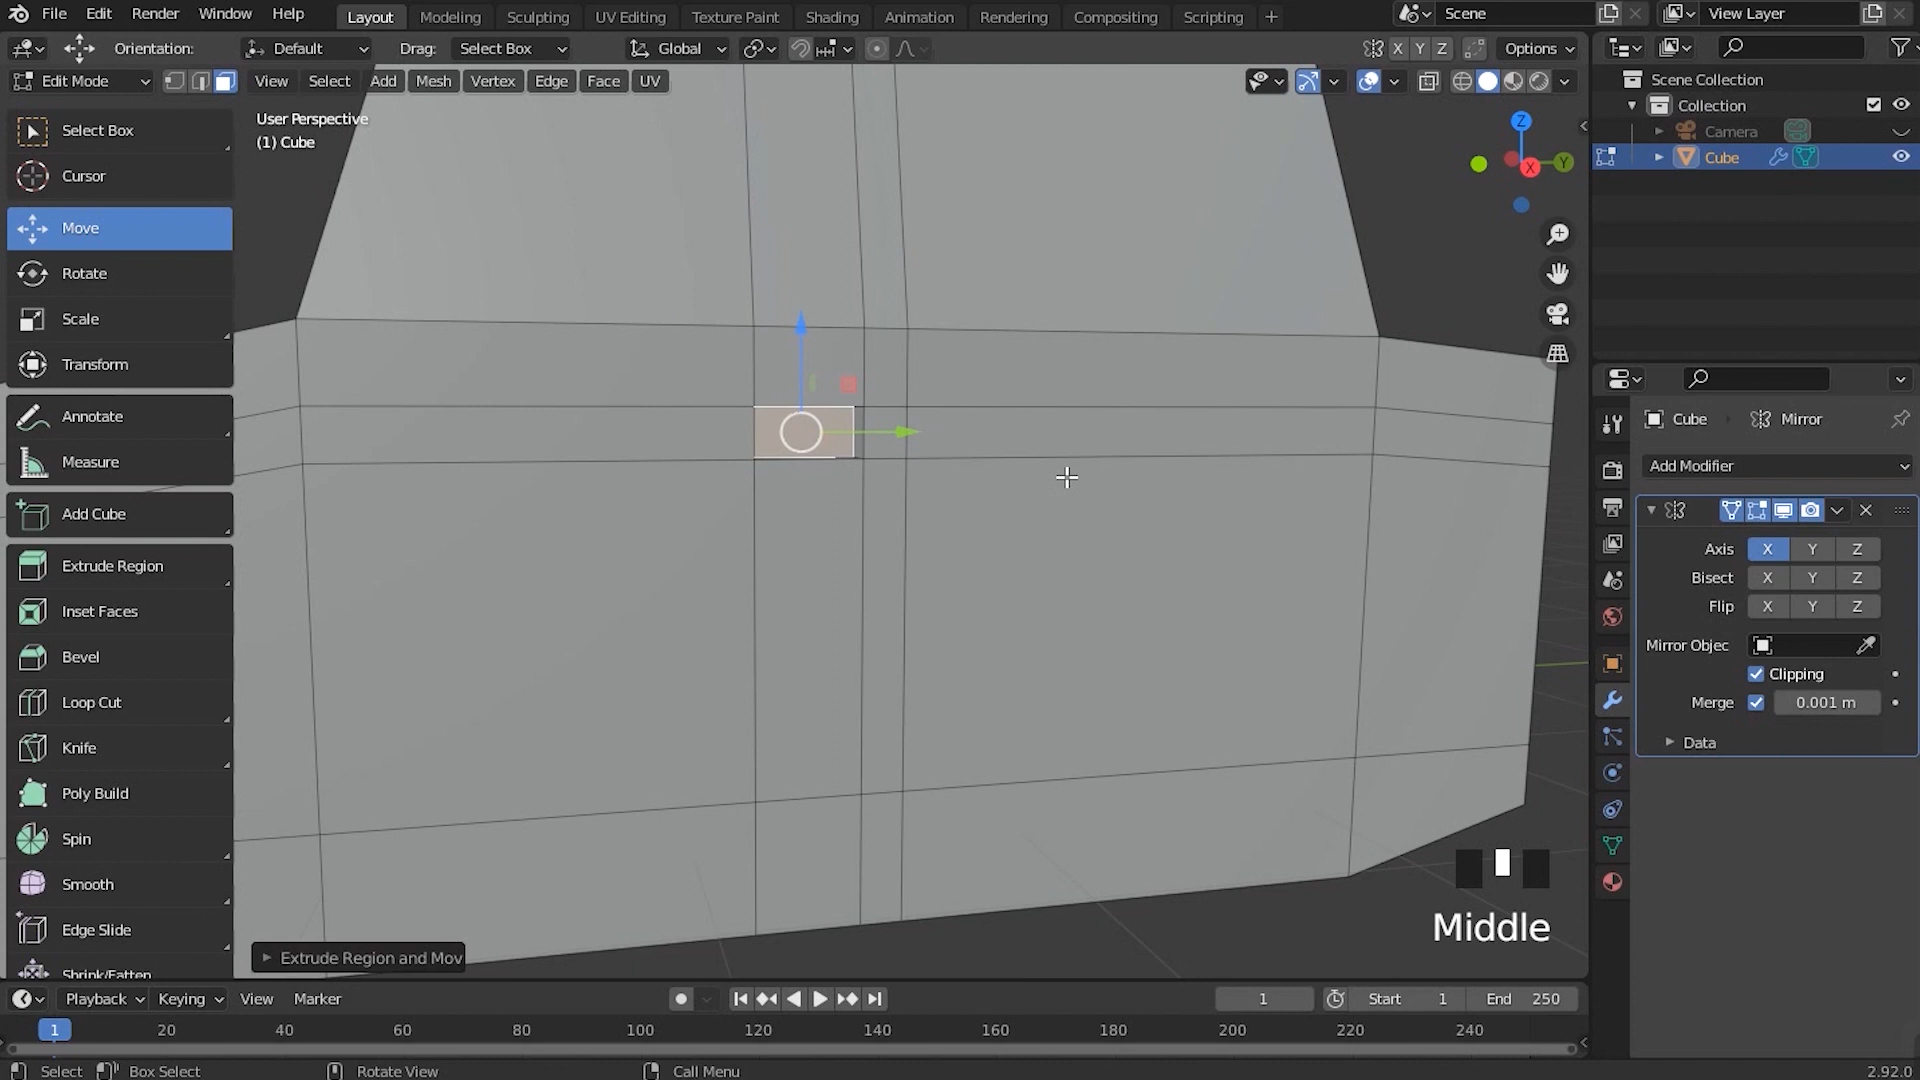 File Edit Render Window Help Layout Modeling Sculpting UV Editing Texture Paint Shading Animation Rendering Compositing Scripting + Scene View Layer
Orientation: Default Drag: Select Box Global X Y Z Options
Edit Mode View Select Add Mesh Vertex Edge Face UV
Scene Collection
Collection
Camera
Cube
User Perspective
(1) Cube
Z
Y
X
Select Box
Cursor
Move
Rotate
Scale
Transform
Annotate
Measure
Add Cube
Extrude Region
Inset Faces
Bevel
Loop Cut
Knife
Poly Build
Spin
Smooth
Edge Slide
Shrink/Fatten
Cube Mirror
Add Modifier
Axis X Y Z
Bisect X Y Z
Flip X Y Z
Mirror Objec
Clipping
Merge 0.001 m
Data
Middle
Extrude Region and Mov
Playback Keying View Marker 1 Start 1 End 250
1 20 40 60 80 100 120 140 160 180 200 220 240
Select Box Select Rotate View Call Menu 2.92.0